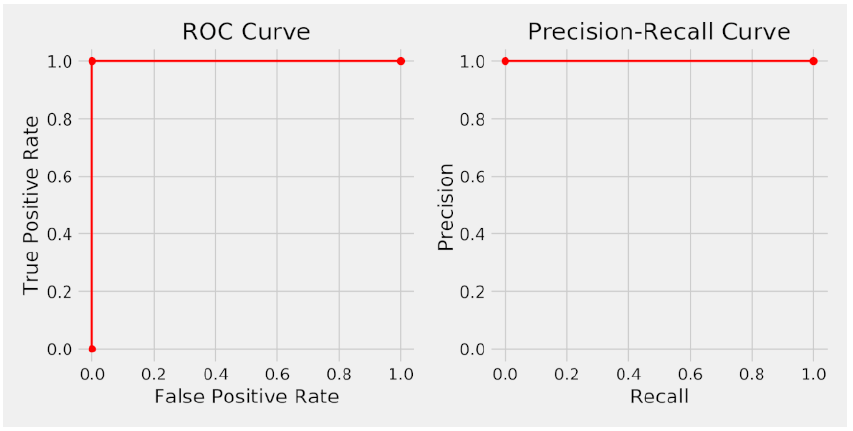 ROC Curve
1.0
0.8
0.6
0.4
0.2
0.0
True Positive Rate
0.0 0.2 0.4 0.6 0.8 1.0
False Positive Rate
Precision-Recall Curve
1.0
0.8
0.6
0.4
0.2
0.0
Precision
0.0 0.2 0.4 0.6 0.8 1.0
Recall